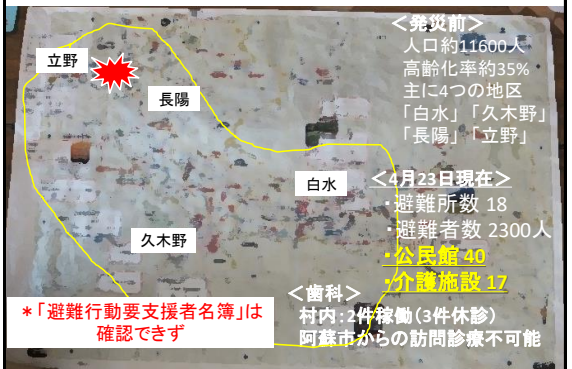 ＜発災前＞
人口約11600人
高齢化率約35%
主に4つの地区
「白水」「久木野」
「長陽」「立野」
立野
長陽
白水
久木野
＜4月23日現在＞
・避難所数 18
・避難者数 2300人
・公民館 40
・介護施設 17
＜歯科＞
村内：2件稼働（3件休診）
阿蘇市からの訪問診療不可能
＊「避難行動要支援者名簿」は
確認できず